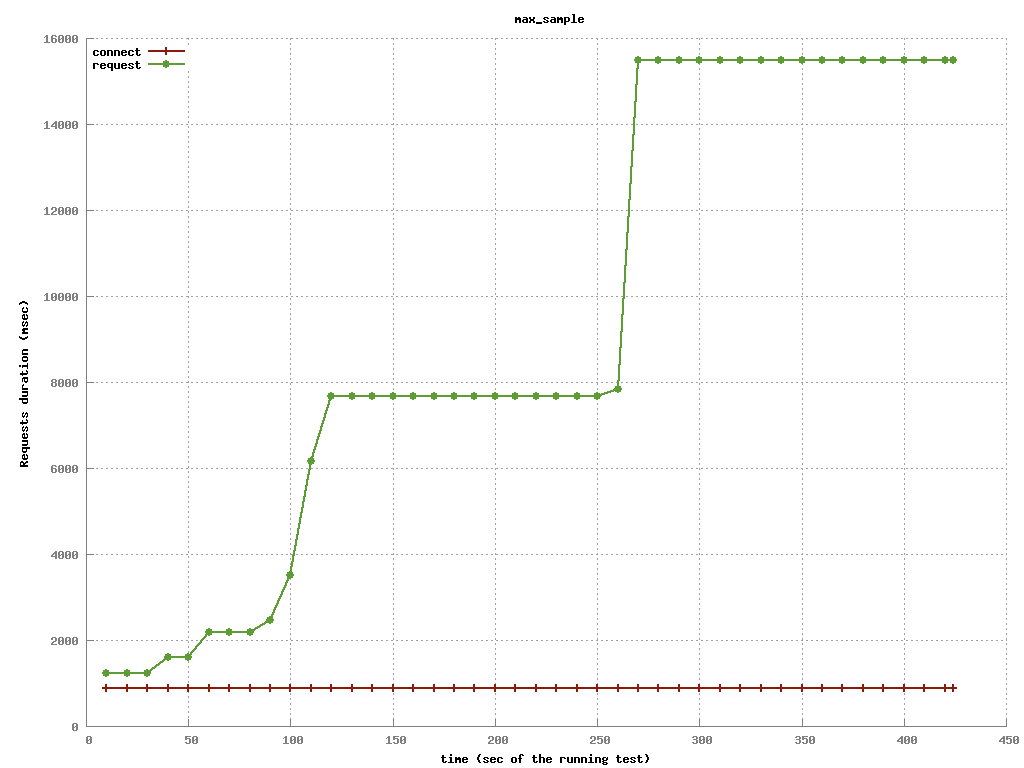 max_sample
connect
request
16000
14000
12000
10000
8000
6000
4000
2000
0
Requests duration (msec)
0 50 100 150 200 250 300 350 400 450
time (sec of the running test)